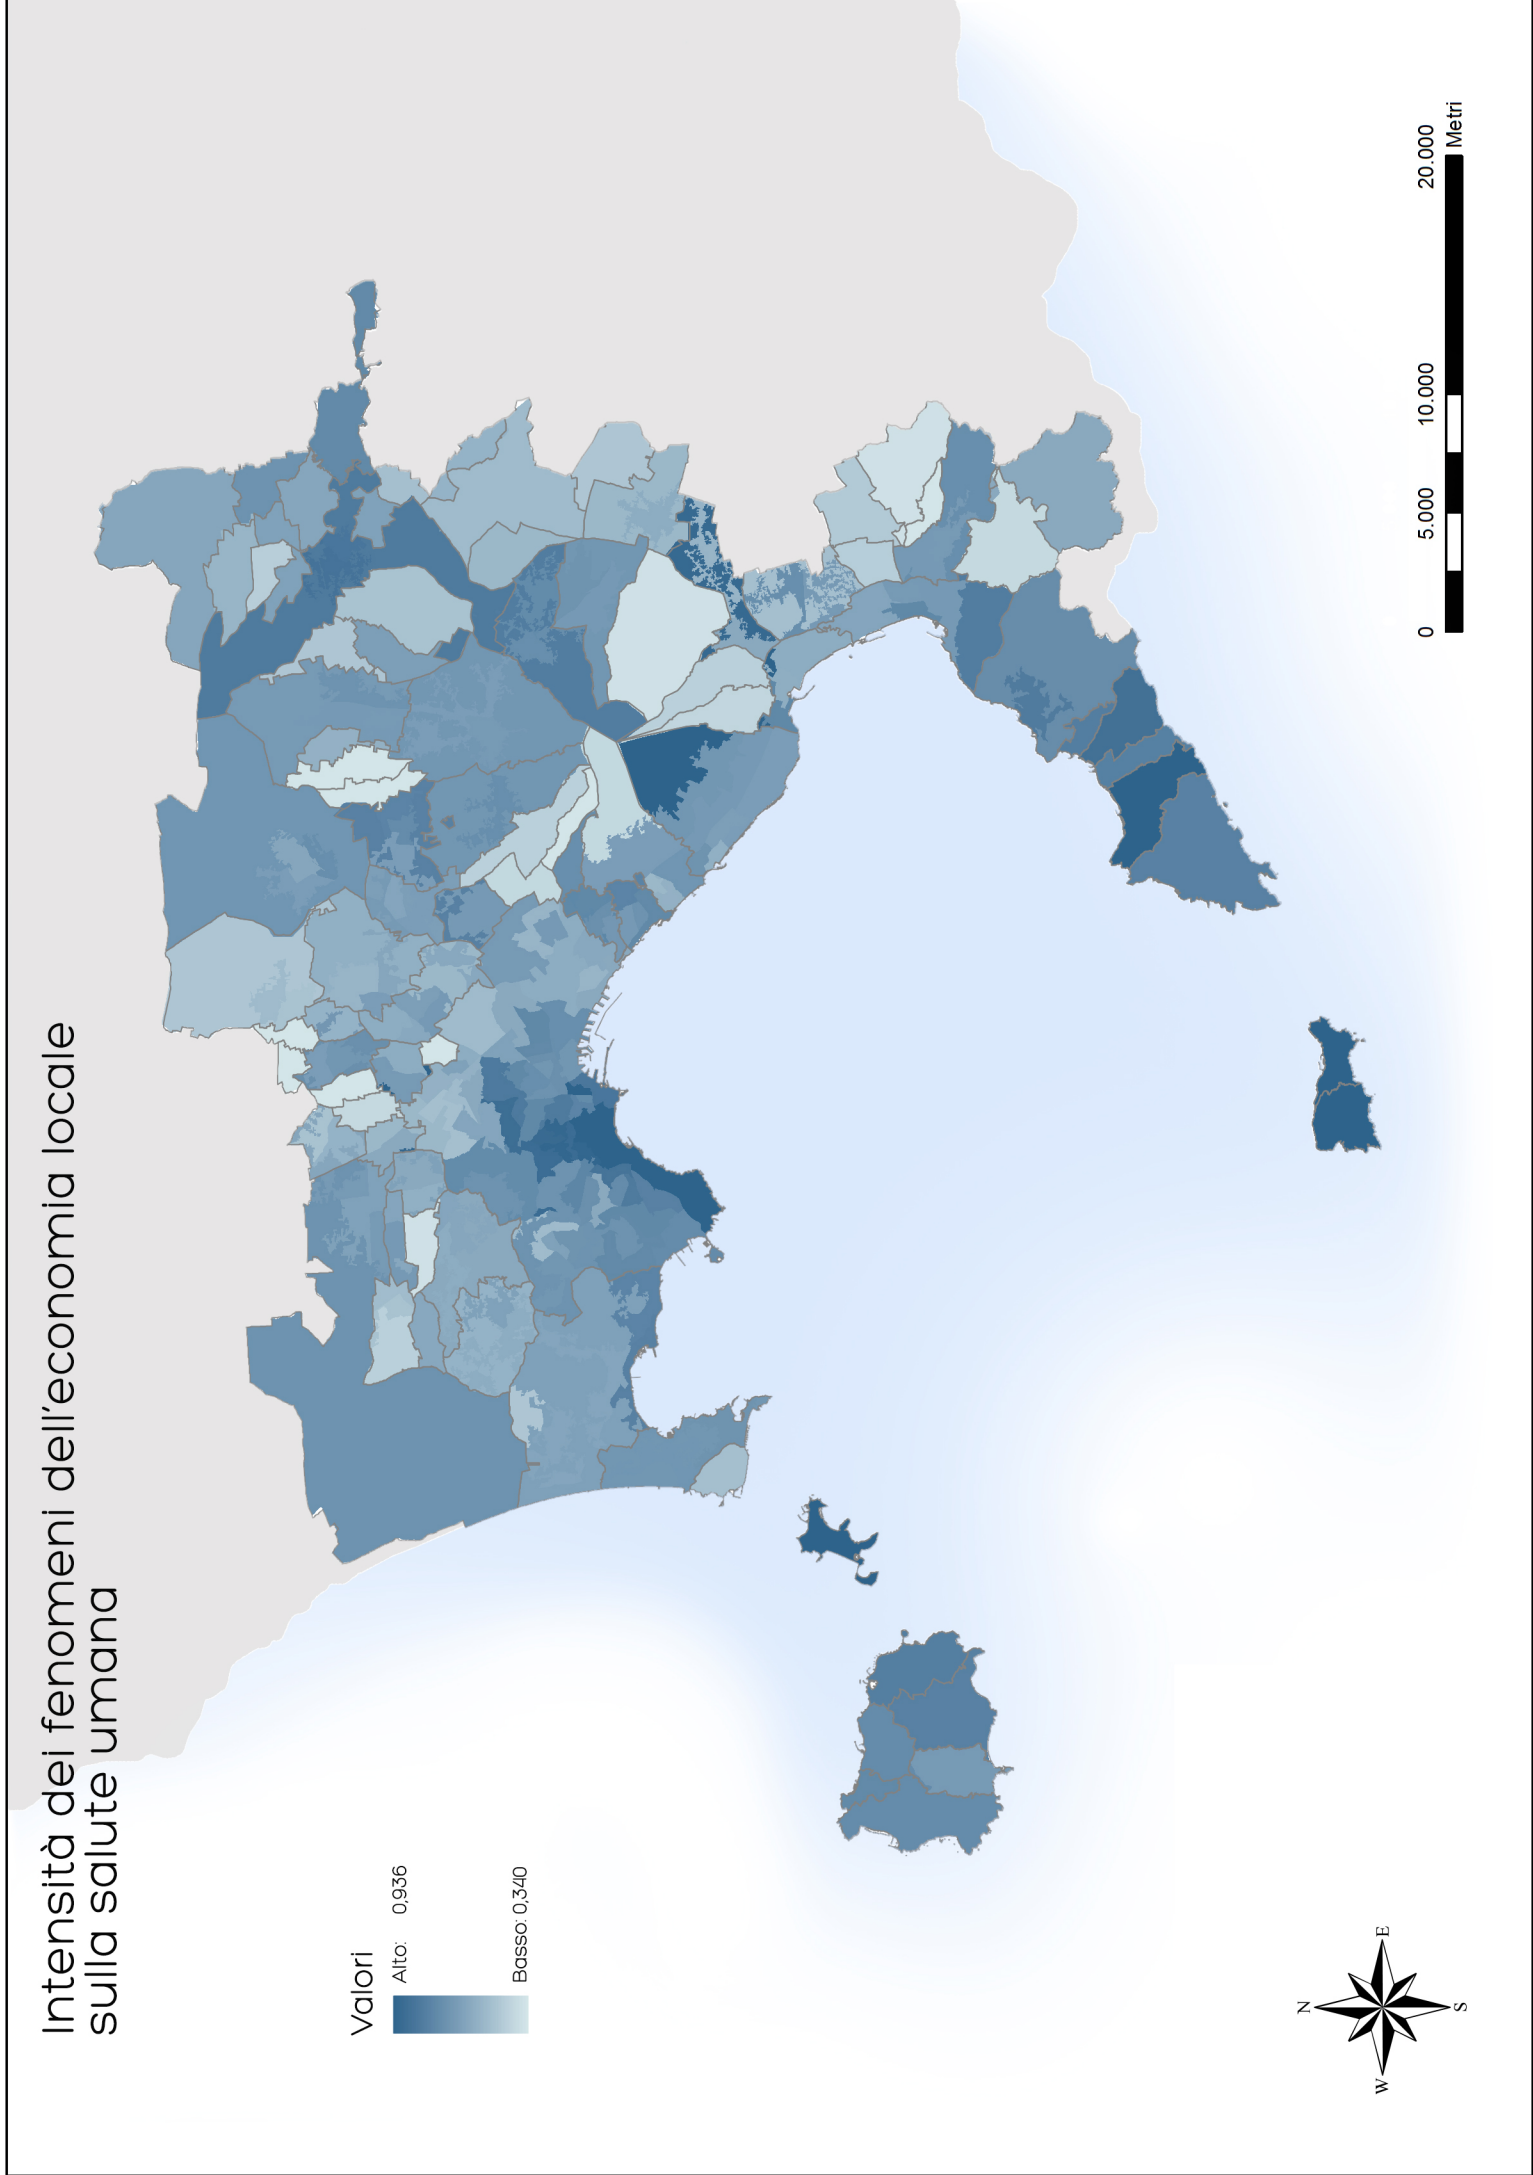 Intensità dei fenomeni dell'economia locale
sulla salute umana
Valori
Alto: 0,936
Basso: 0,340
N
W E
S
0 5.000 10.000 20.000
Metri